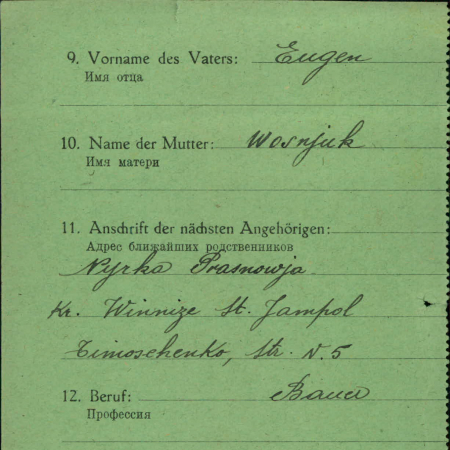 9. Vorname des Vaters: Eugen
Имя отца
10. Name der Mutter: Wosnjuk
Имя матери
11. Anschrift der nächsten Angehörigen:
Адрес ближайших родственников
Nyrka Prasnowja
Kr. Winnize St. Jampol
Timoschenko, Str. N. 5
12. Beruf: Bauer
Профессия